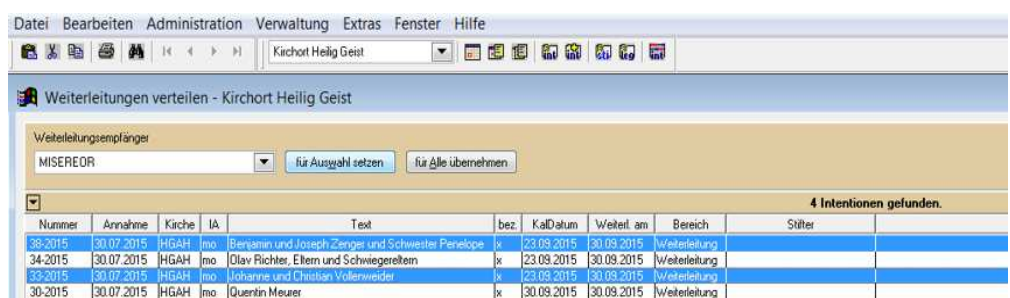 Datei Bearbeiten Administration Verwaltung Extras Fenster Hilfe
Kirchort Heilig Geist
Weiterleitungen verteilen - Kirchort Heilig Geist
Weiterleitungsempfänger
MISEREOR für Auswahl setzen für Alle übernehmen
4 Intentionen gefunden.
Nummer Annahme Kirche IA Text bez. KalDatum Weiterl. am Bereich Stifter
38-2015 30.07.2015 HGAH mo Benjamin und Joseph Zenger und Schwester Penelope x 23.09.2015 30.09.2015 Weiterleitung
34-2015 30.07.2015 HGAH mo Olav Richter, Eltern und Schwiegereltern x 23.09.2015 30.09.2015 Weiterleitung
33-2015 30.07.2015 HGAH mo Johanne und Christian Vollenweider x 23.09.2015 30.09.2015 Weiterleitung
30-2015 30.07.2015 HGAH mo Quentin Meurer x 30.09.2015 30.09.2015 Weiterleitung